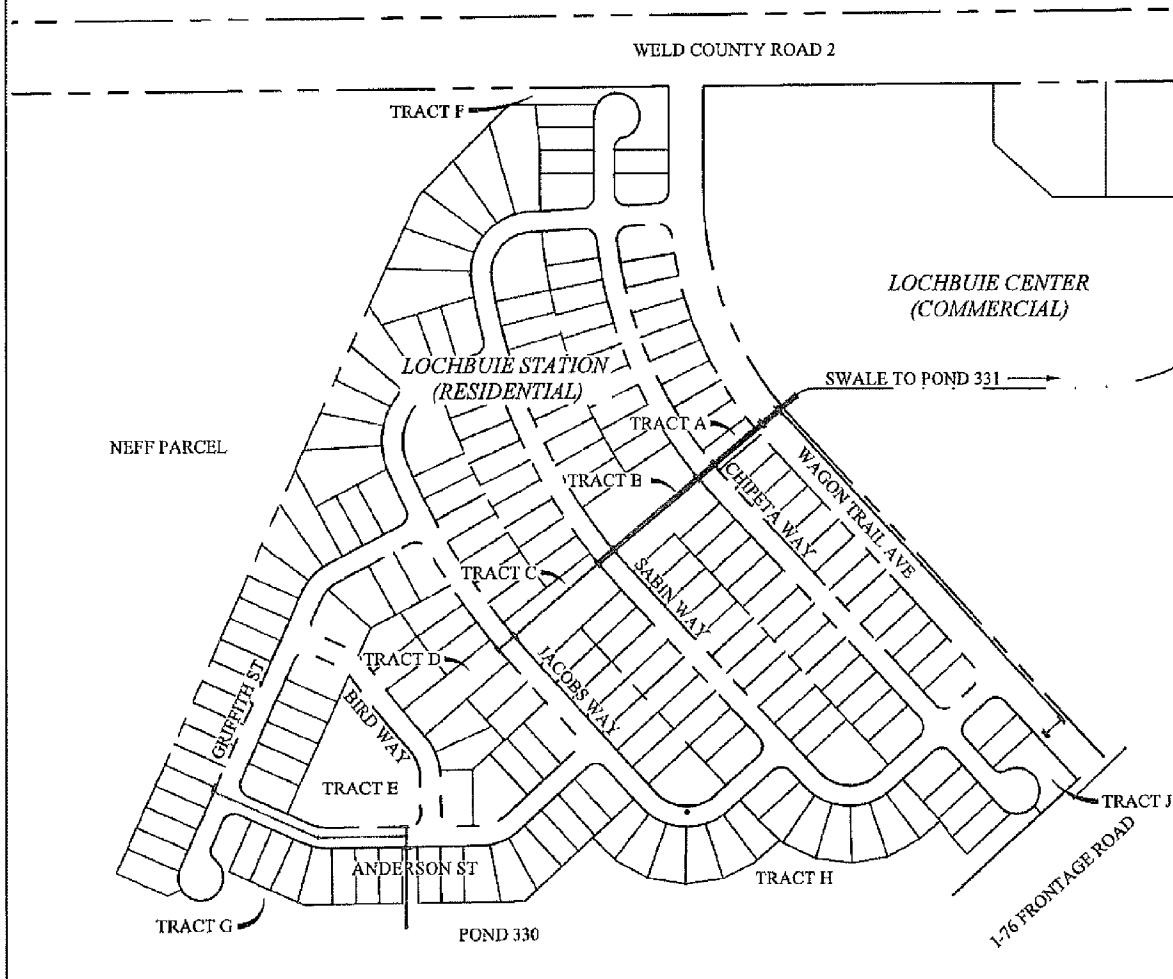 WELD COUNTY ROAD 2
TRACT F
LOCHBUIE CENTER
(COMMERCIAL)
LOCHBUIE STATION
(RESIDENTIAL)
SWALE TO POND 331
TRACT A
NEFF PARCEL
TRACT B
CHIPETA WAY
WAGON TRAIL AVE
TRACT C
SABIN WAY
TRACT D
JACOBS WAY
BIRD WAY
GRIFFITH ST
TRACT E
TRACT J
ANDERSON ST
TRACT H
I-76 FRONTAGE ROAD
TRACT G
POND 330